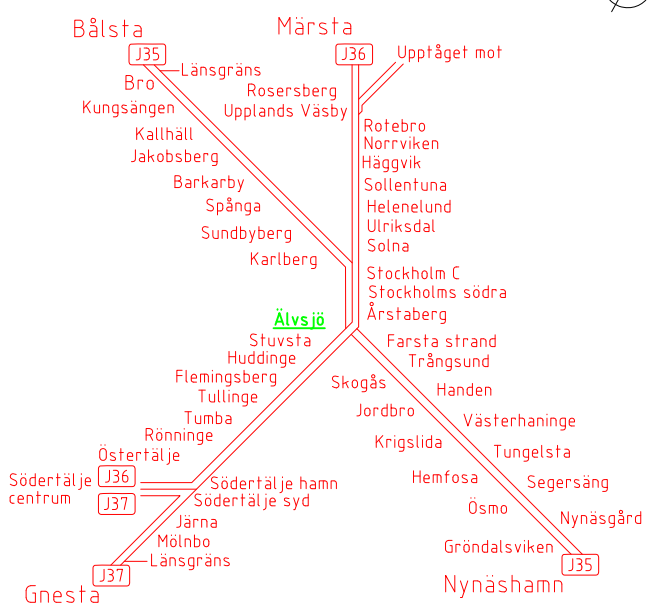 Bålsta
Märsta
J35
J36
Länsgräns
Upptåget mot
Bro
Rosersberg
Kungsängen
Upplands Väsby
Kallhäll
Rotebro
Norrviken
Jakobsberg
Häggvik
Barkarby
Sollentuna
Spånga
Helenelund
Ulriksdal
Sundbyberg
Solna
Karlberg
Stockholm C
Stockholms södra
Årstaberg
Älvsjö
Stuvsta
Farsta strand
Huddinge
Trångsund
Flemingsberg
Skogås
Handen
Tullinge
Jordbro
Tumba
Västerhaninge
Rönninge
Krigslida
Tungelsta
Östertälje
Södertälje
centrum
J36
J37
Södertälje hamn
Södertälje syd
Hemfosa
Segersäng
Ösmo
Nynäsgård
Järna
Mölnbo
Gröndalsviken
Länsgräns
J37
J35
Gnesta
Nynäshamn